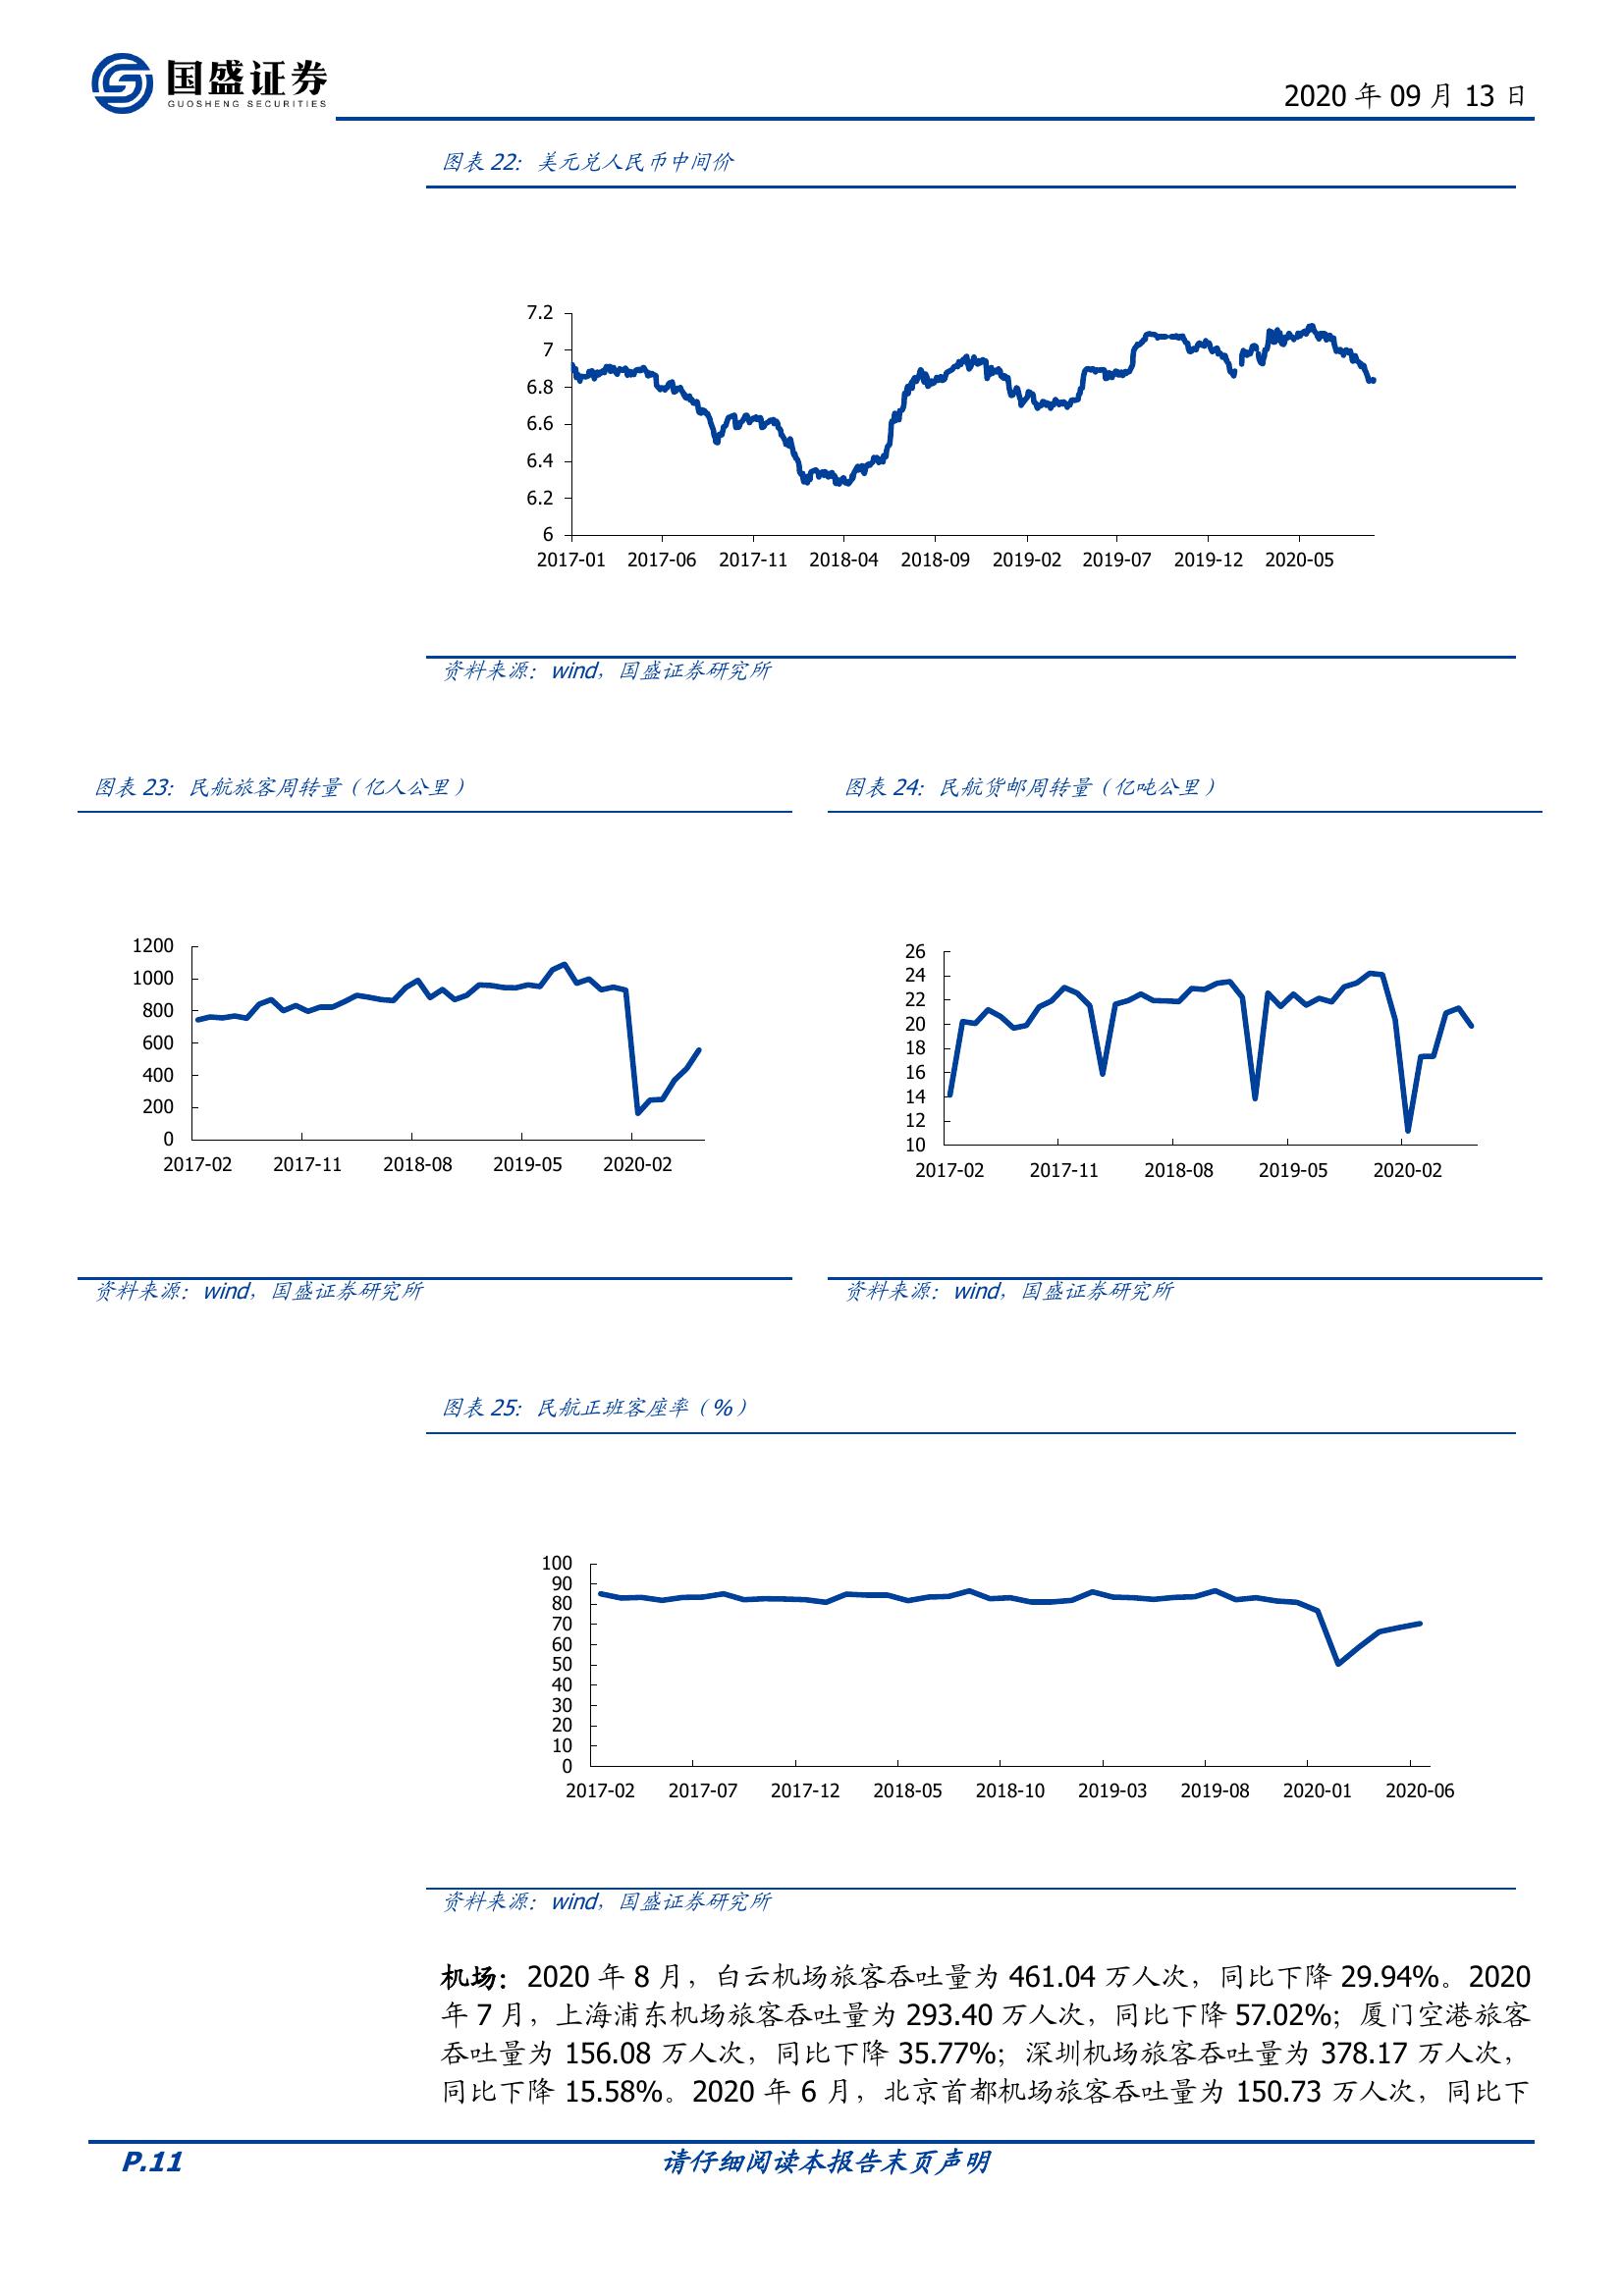 国盛证券
GUOSHENG SECURITIES
2020 年 09 月 13 日
图表 22：美元兑人民币中间价
7.2
7
6.8
6.6
6.4
6.2
6
2017-01 2017-06 2017-11 2018-04 2018-09 2019-02 2019-07 2019-12 2020-05
资料来源：wind，国盛证券研究所
图表 23：民航旅客周转量（亿人公里）
1200
1000
800
600
400
200
0
2017-02 2017-11 2018-08 2019-05 2020-02
资料来源：wind，国盛证券研究所
图表 24：民航货邮周转量（亿吨公里）
26
24
22
20
18
16
14
12
10
2017-02 2017-11 2018-08 2019-05 2020-02
资料来源：wind，国盛证券研究所
图表 25：民航正班客座率（%）
100
90
80
70
60
50
40
30
20
10
0
2017-02 2017-07 2017-12 2018-05 2018-10 2019-03 2019-08 2020-01 2020-06
资料来源：wind，国盛证券研究所
机场：2020 年 8 月，白云机场旅客吞吐量为 461.04 万人次，同比下降 29.94%。2020
年 7 月，上海浦东机场旅客吞吐量为 293.40 万人次，同比下降 57.02%；厦门空港旅客
吞吐量为 156.08 万人次，同比下降 35.77%；深圳机场旅客吞吐量为 378.17 万人次，
同比下降 15.58%。2020 年 6 月，北京首都机场旅客吞吐量为 150.73 万人次，同比下
P.11
请仔细阅读本报告末页声明